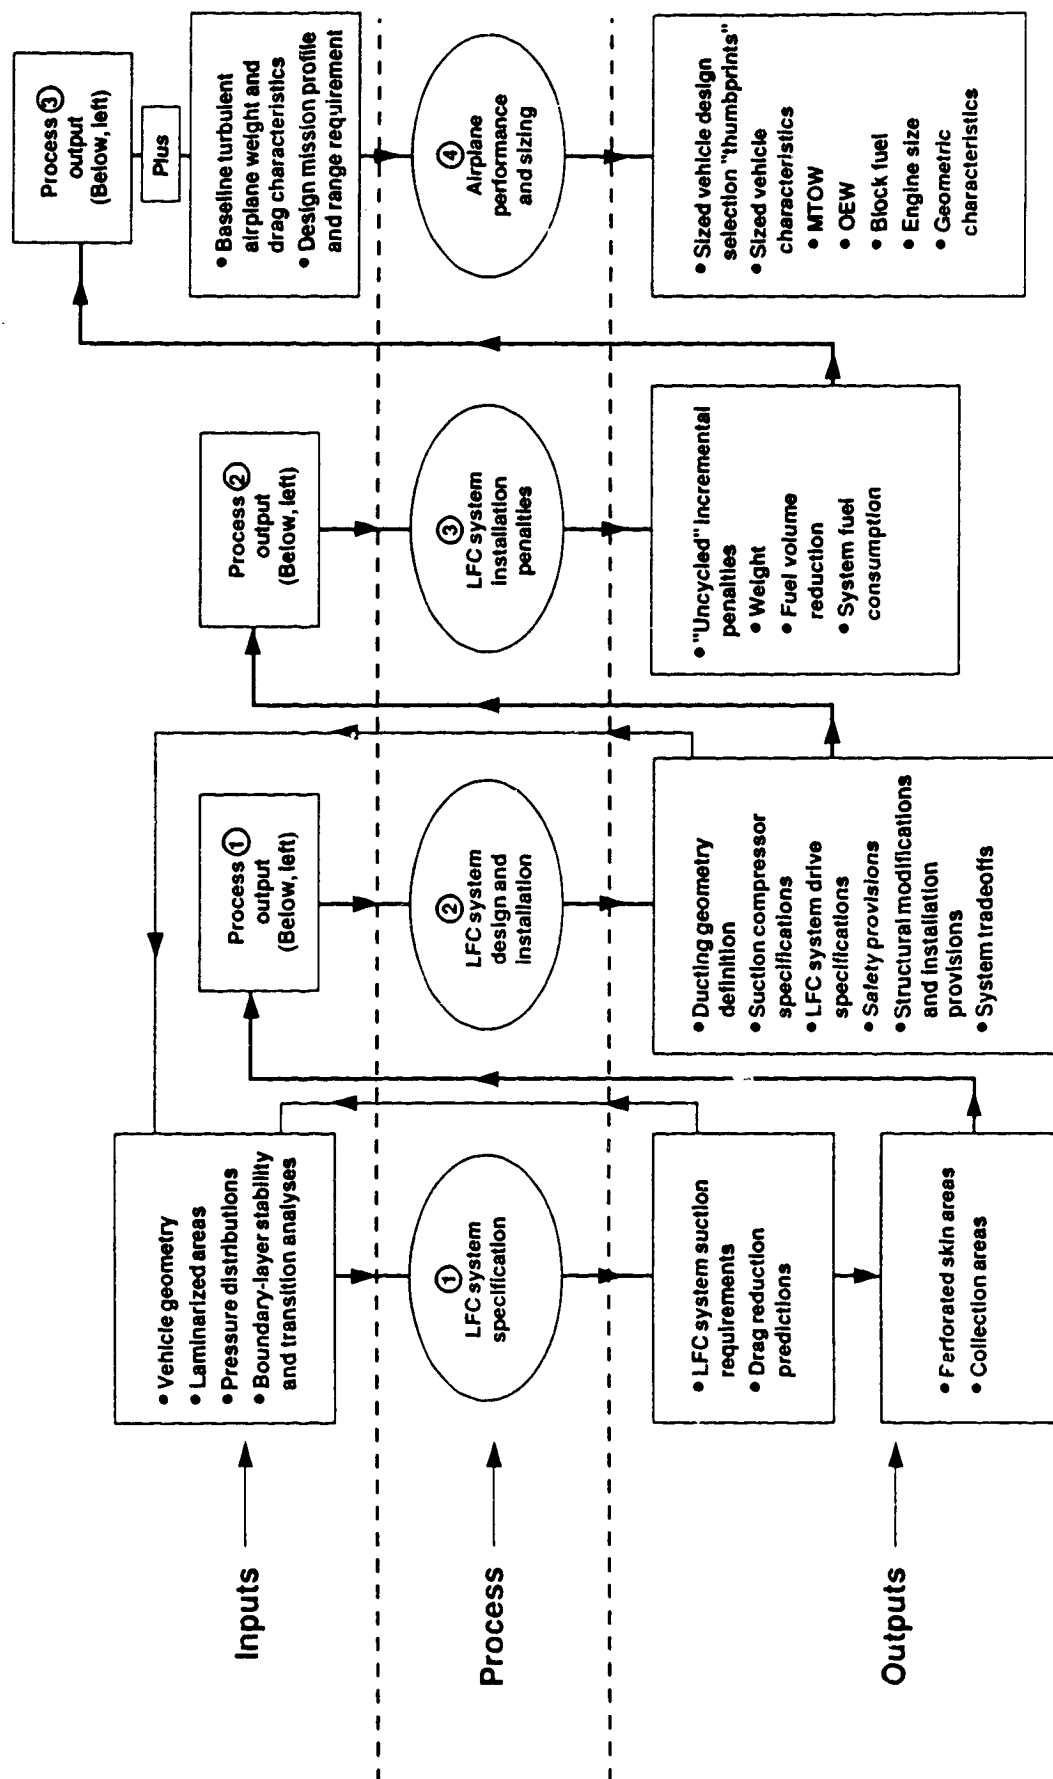 Inputs
• Vehicle geometry
• Laminarized areas
• Pressure distributions
• Boundary-layer stability
and transition analyses
Process ①
output
(Below, left)
Process ②
output
(Below, left)
Process ③
output
(Below, left)
Plus
• Baseline turbulent
airplane weight and
drag characteristics
• Design mission profile
and range requirement
Process
①
LFC system
specification
②
LFC system
design and
installation
③
LFC system
installation
penalties
④
Airplane
performance
and sizing
Outputs
• LFC system suction
requirements
• Drag reduction
predictions
• Perforated skin areas
• Collection areas
• Ducting geometry
definition
• Suction compressor
specifications
• LFC system drive
specifications
• Safety provisions
• Structural modifications
and installation
provisions
• System tradeoffs
• "Uncycled" incremental
penalties
• Weight
• Fuel volume
reduction
• System fuel
consumption
• Sized vehicle design
selection "thumbprints"
• Sized vehicle
characteristics
• MTOW
• OEW
• Block fuel
• Engine size
• Geometric
characteristics